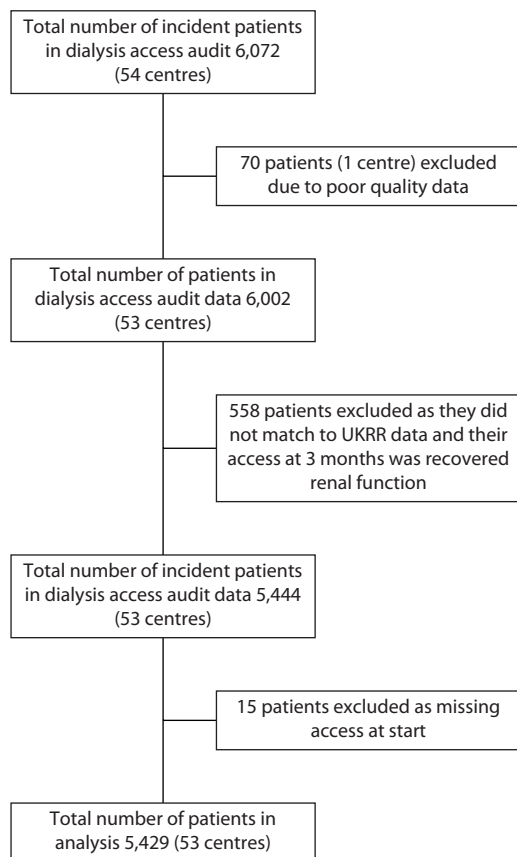 Total number of incident patients
in dialysis access audit 6,072
(54 centres)
70 patients (1 centre) excluded
due to poor quality data
Total number of patients in
dialysis access audit data 6,002
(53 centres)
558 patients excluded as they did
not match to UKRR data and their
access at 3 months was recovered
renal function
Total number of incident patients
in dialysis access audit data 5,444
(53 centres)
15 patients excluded as missing
access at start
Total number of patients in
analysis 5,429 (53 centres)